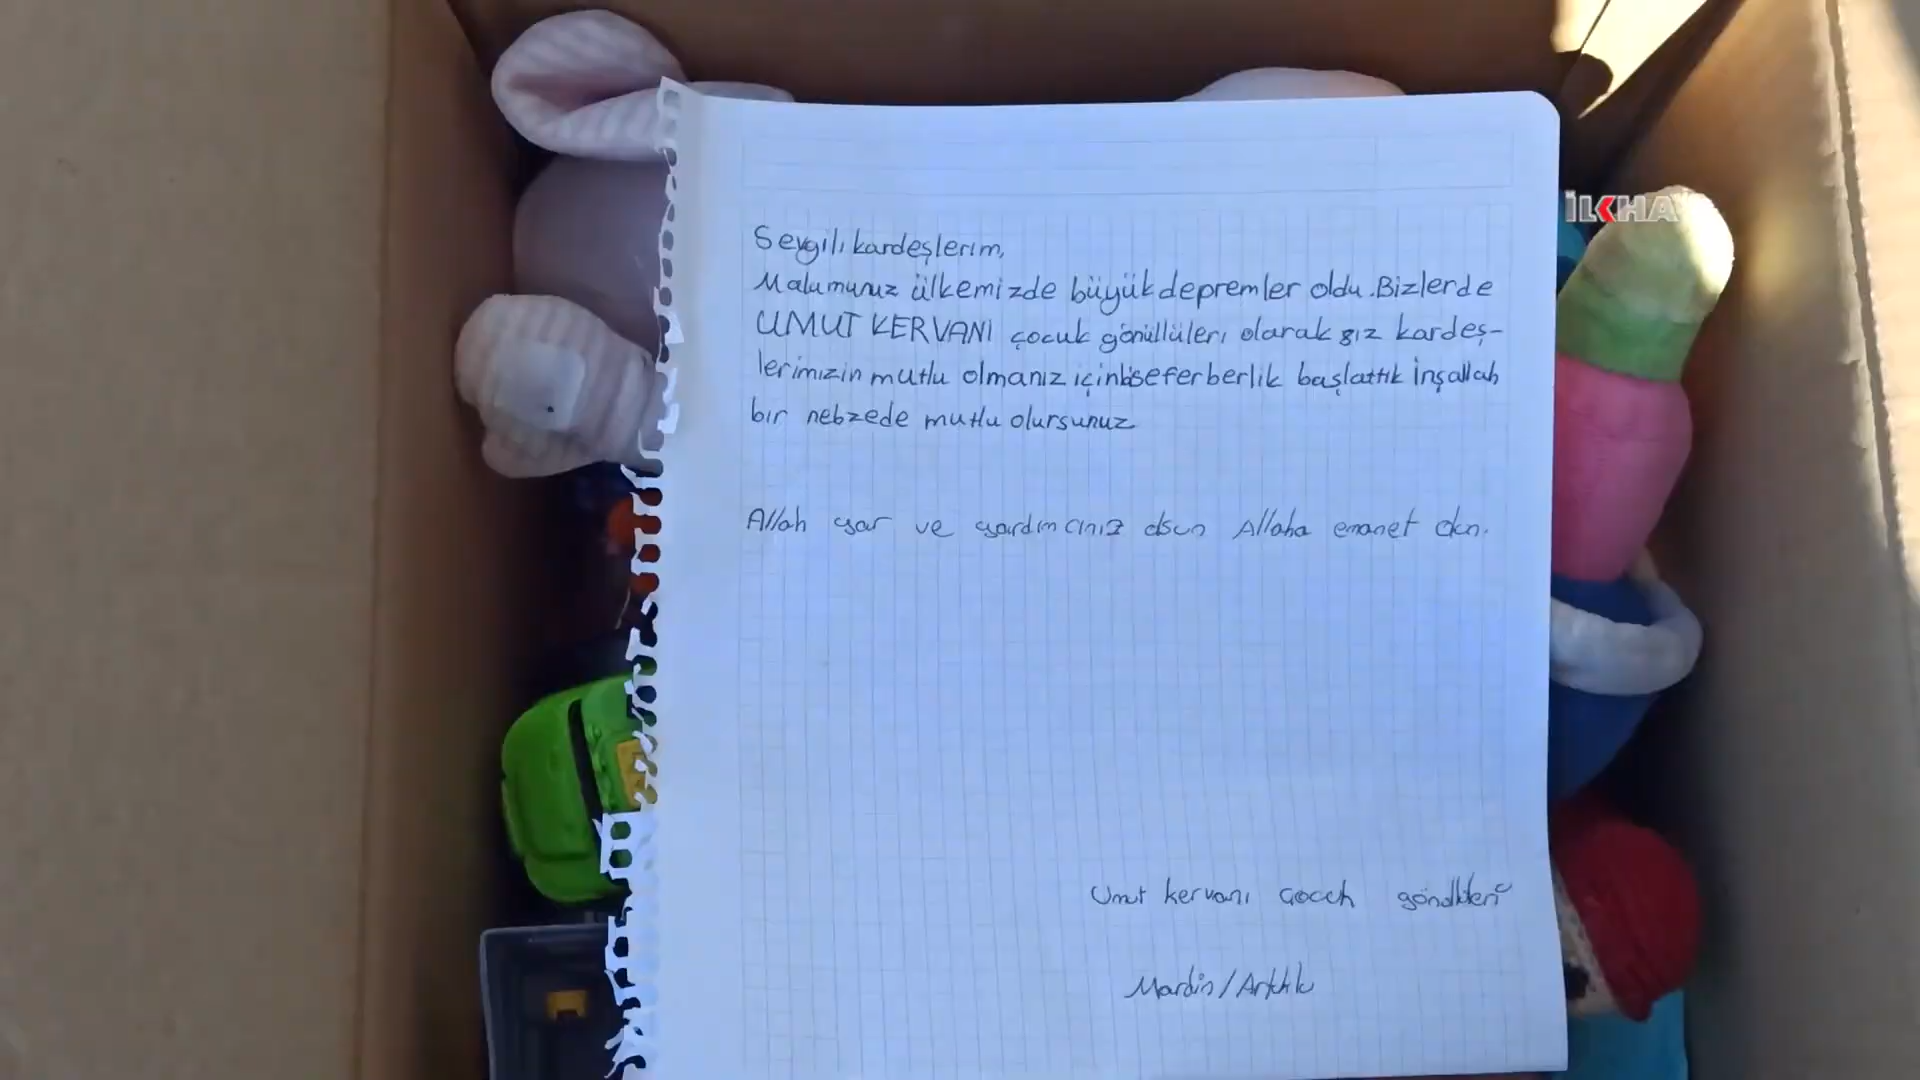 İLKHA
Sevgili kardeşlerim,
Malumunuz ülkemizde büyük depremler oldu. Bizlerde
UMUT KERVANI çocuk gönüllüleri olarak siz kardeş-
lerimizin mutlu olmanız için seferberlik başlattık İnşallah
bir nebzede mutlu olursunuz
Allah yar ve yardımcınız olsun Allaha emanet olun.
Umut kervanı çocuk gönüllüleri
Mardin/Artuklu